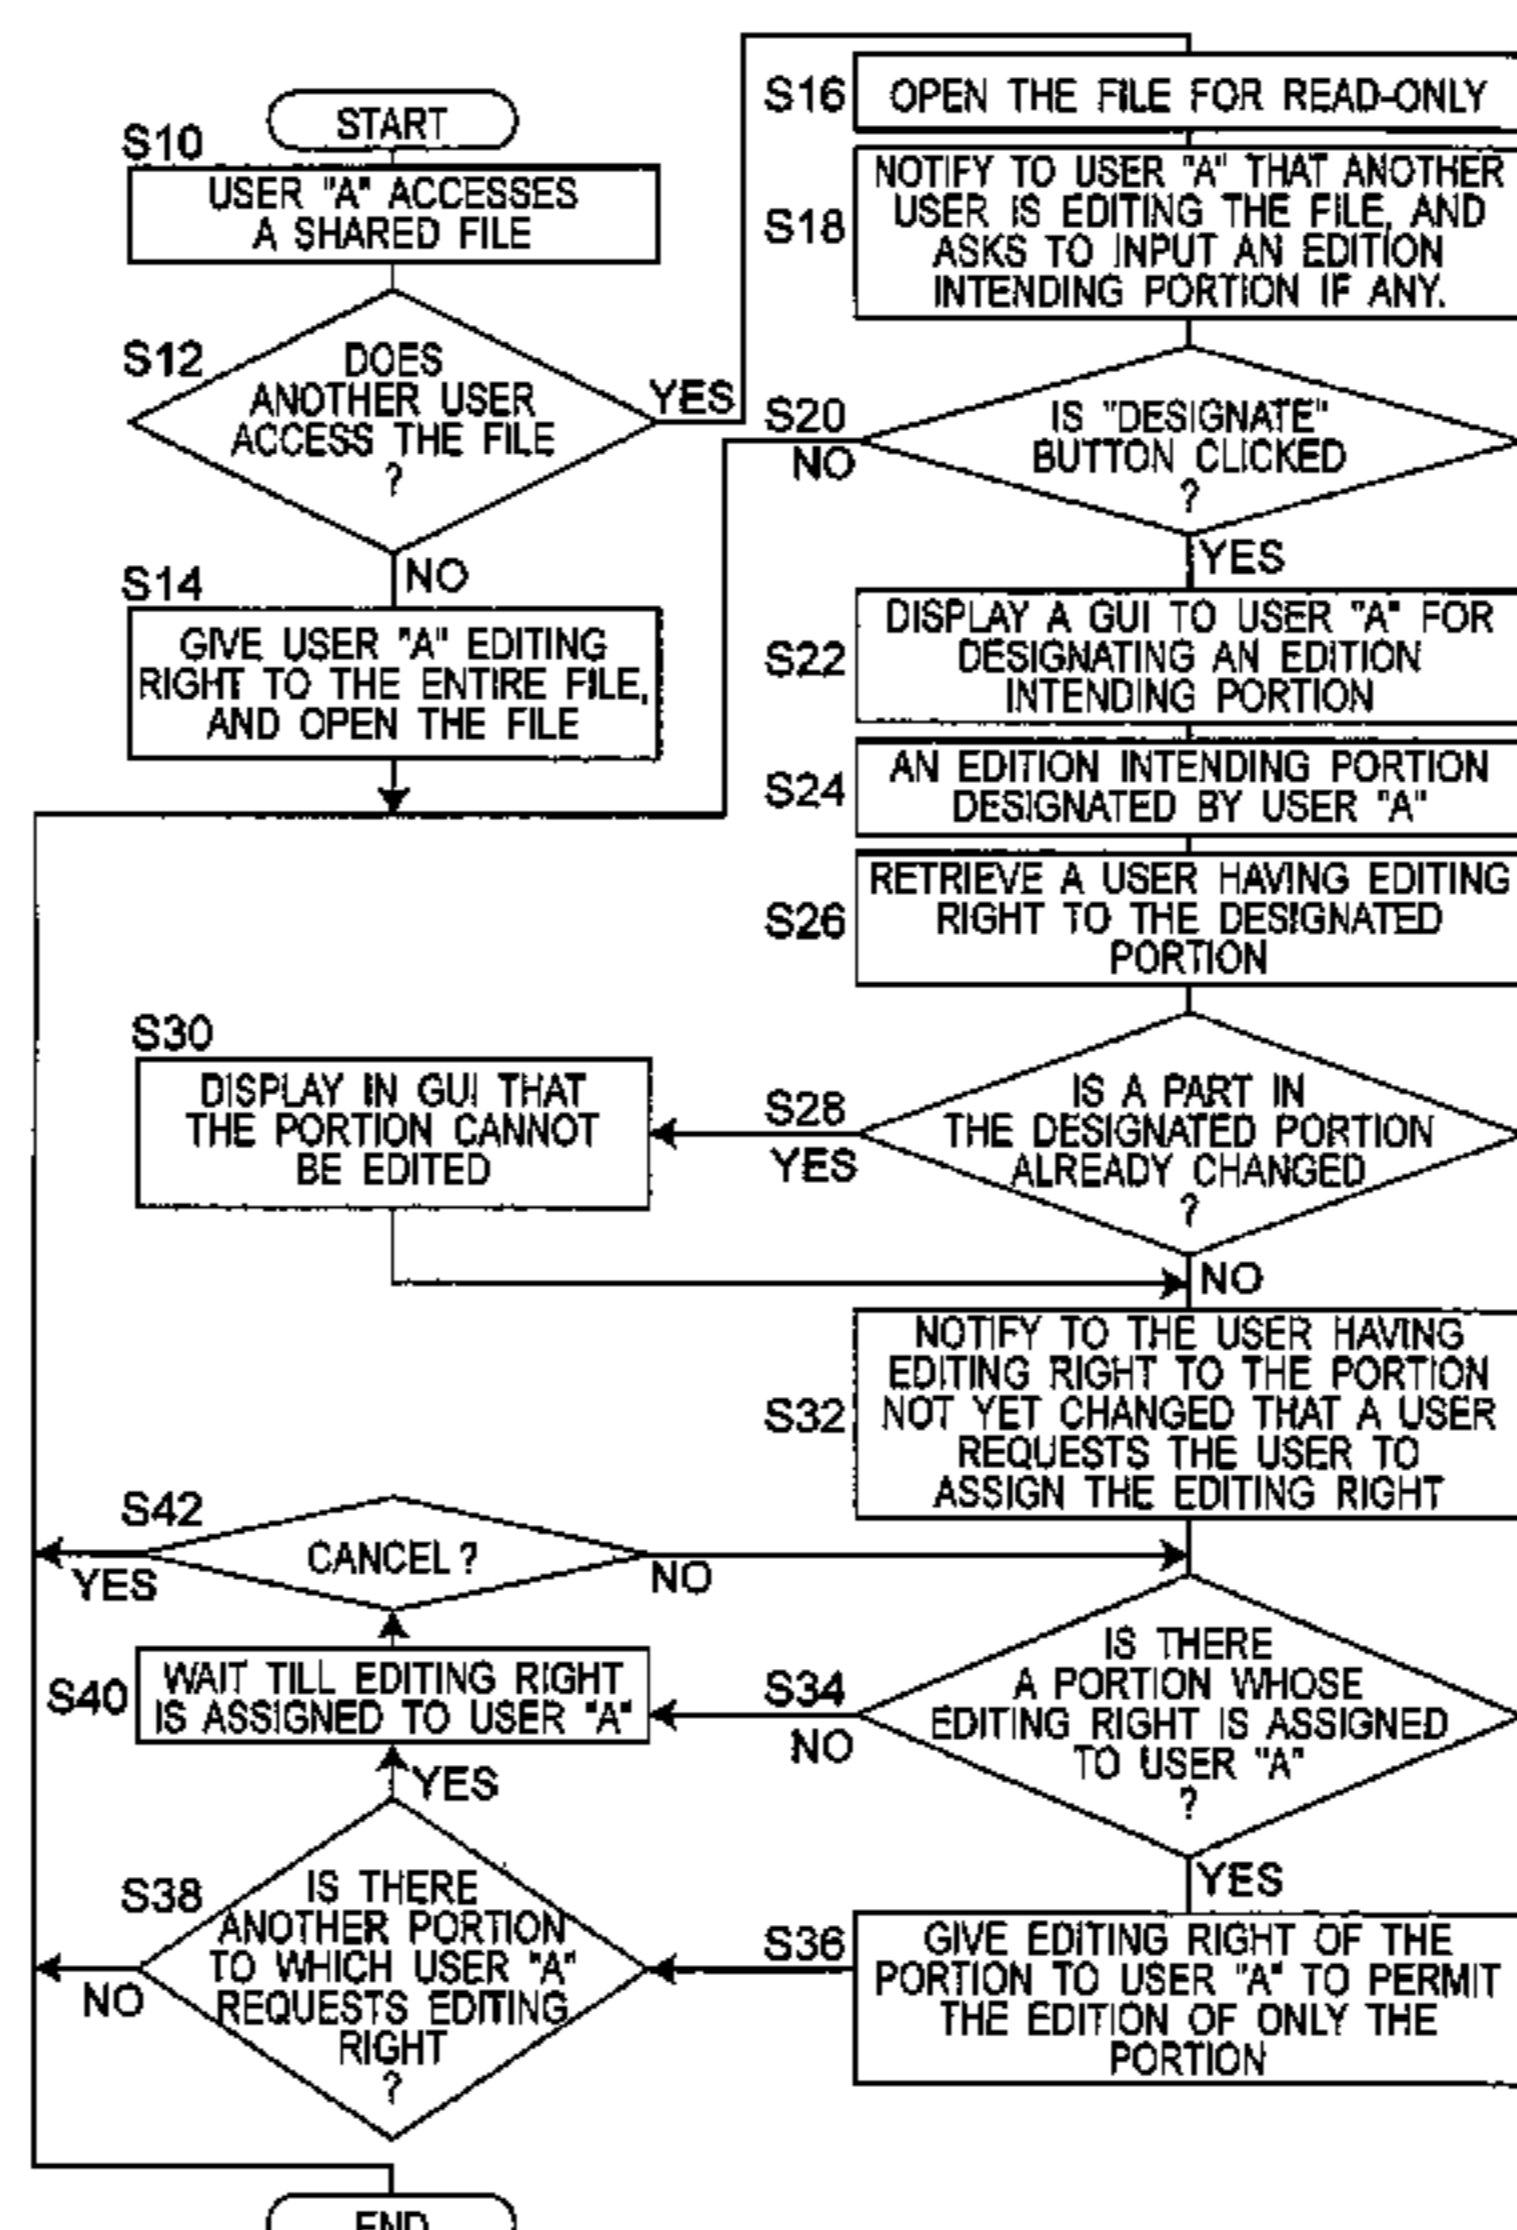 START
S10
USER "A" ACCESSES
A SHARED FILE
S12
DOES
ANOTHER USER
ACCESS THE FILE
?
YES
NO
S14
GIVE USER "A" EDITING
RIGHT TO THE ENTIRE FILE,
AND OPEN THE FILE
S16
OPEN THE FILE FOR READ-ONLY
S18
NOTIFY TO USER "A" THAT ANOTHER
USER IS EDITING THE FILE, AND
ASKS TO INPUT AN EDITION
INTENDING PORTION IF ANY.
S20
NO
IS "DESIGNATE"
BUTTON CLICKED
?
YES
S22
DISPLAY A GUI TO USER "A" FOR
DESIGNATING AN EDITION
INTENDING PORTION
S24
AN EDITION INTENDING PORTION
DESIGNATED BY USER "A"
S26
RETRIEVE A USER HAVING EDITING
RIGHT TO THE DESIGNATED
PORTION
S28
YES
IS A PART IN
THE DESIGNATED PORTION
ALREADY CHANGED
?
NO
S30
DISPLAY IN GUI THAT
THE PORTION CANNOT
BE EDITED
S32
NOTIFY TO THE USER HAVING
EDITING RIGHT TO THE PORTION
NOT YET CHANGED THAT A USER
REQUESTS THE USER TO
ASSIGN THE EDITING RIGHT
S34
NO
IS THERE
A PORTION WHOSE
EDITING RIGHT IS ASSIGNED
TO USER "A"
?
YES
S36
GIVE EDITING RIGHT OF THE
PORTION TO USER "A" TO PERMIT
THE EDITION OF ONLY THE
PORTION
S42
CANCEL?
YES
NO
S40
WAIT TILL EDITING RIGHT
IS ASSIGNED TO USER "A"
YES
S38
IS THERE
ANOTHER PORTION
TO WHICH USER "A"
REQUESTS EDITING
RIGHT
?
NO
END